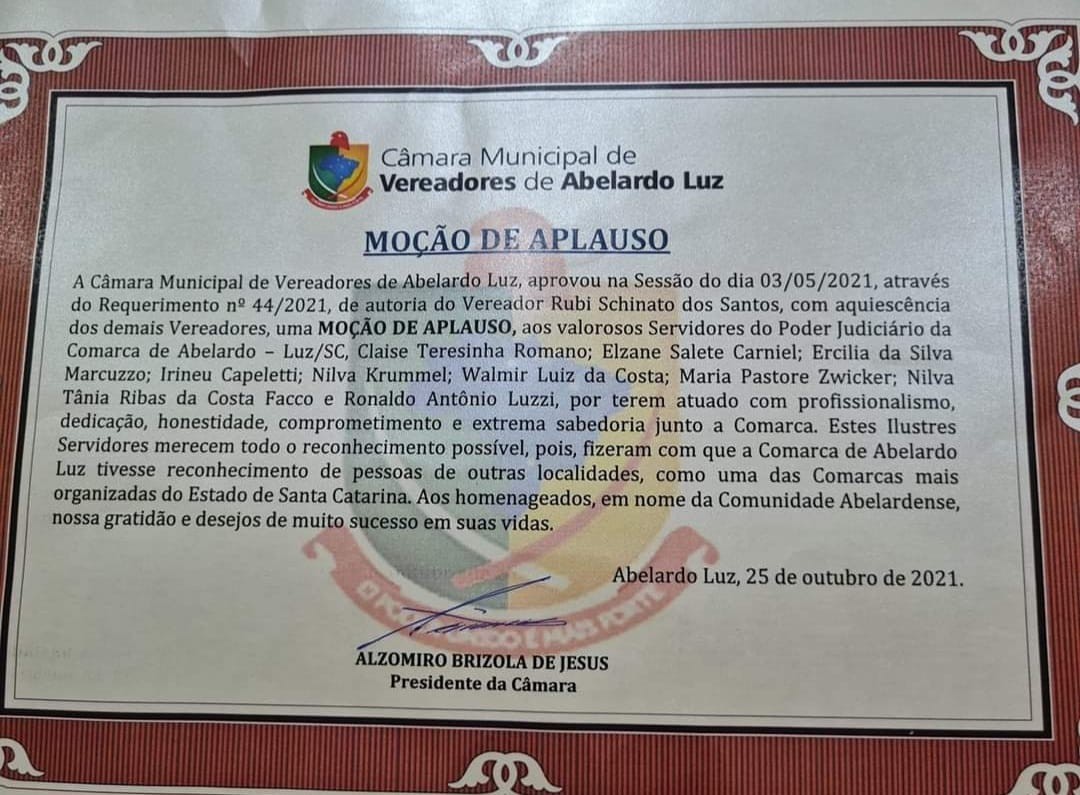 Câmara Municipal de
Vereadores de Abelardo Luz
MOÇÃO DE APLAUSO
A Câmara Municipal de Vereadores de Abelardo Luz, aprovou na Sessão do dia 03/05/2021, através
do Requerimento nº 44/2021, de autoria do Vereador Rubi Schinato dos Santos, com aquiescência
dos demais Vereadores, uma MOÇÃO DE APLAUSO, aos valorosos Servidores do Poder Judiciário da
Comarca de Abelardo – Luz/SC, Claise Teresinha Romano; Elzane Salete Carniel; Ercilia da Silva
Marcuzzo; Irineu Capeletti; Nilva Krummel; Walmir Luiz da Costa; Maria Pastore Zwicker; Nilva
Tânia Ribas da Costa Facco e Ronaldo Antônio Luzzi, por terem atuado com profissionalismo,
dedicação, honestidade, comprometimento e extrema sabedoria junto a Comarca. Estes Ilustres
Servidores merecem todo o reconhecimento possível, pois, fizeram com que a Comarca de Abelardo
Luz tivesse reconhecimento de pessoas de outras localidades, como uma das Comarcas mais
organizadas do Estado de Santa Catarina. Aos homenageados, em nome da Comunidade Abelardense,
nossa gratidão e desejos de muito sucesso em suas vidas.
Abelardo Luz, 25 de outubro de 2021.
O É MAIS FORTE
ALZOMIRO BRIZOLA DE JESUS
Presidente da Câmara